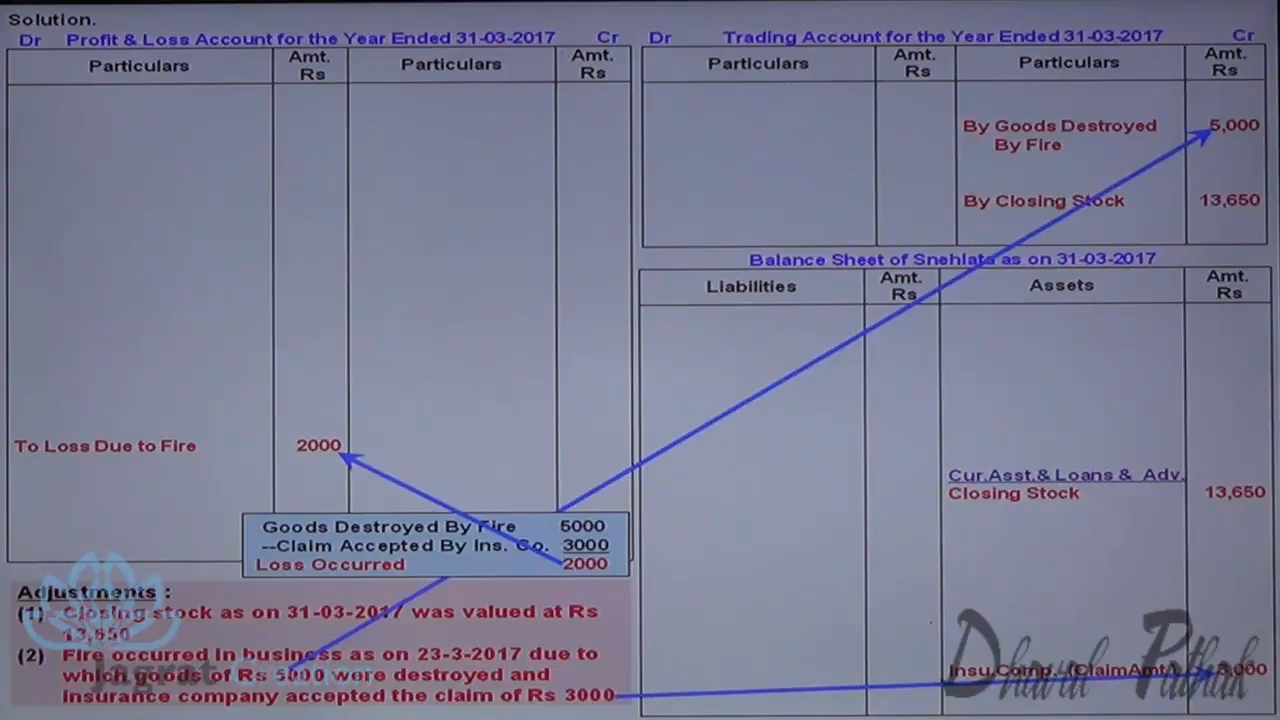 Solution.
Dr Profit & Loss Account for the Year Ended 31-03-2017 Cr
Particulars Amt. Rs Particulars Amt. Rs
To Loss Due to Fire 2000
Goods Destroyed By Fire 5000
--Claim Accepted By Ins. Co. 3000
Loss Occurred 2000
Adjustments :
(1) Closing stock as on 31-03-2017 was valued at Rs
13,650
(2) Fire occurred in business as on 23-3-2017 due to
which goods of Rs 5000 were destroyed and
insurance company accepted the claim of Rs 3000
Jagrat
Dr Trading Account for the Year Ended 31-03-2017 Cr
Particulars Amt. Rs Particulars Amt. Rs
By Goods Destroyed 5,000
By Fire
By Closing Stock 13,650
Balance Sheet of Snehlata as on 31-03-2017
Liabilities Amt. Rs Assets Amt. Rs
Cur.Asst.& Loans & Adv.
Closing Stock 13,650
Insu.Comp. (ClaimAmt.) 3,000
Dhaval Pathak